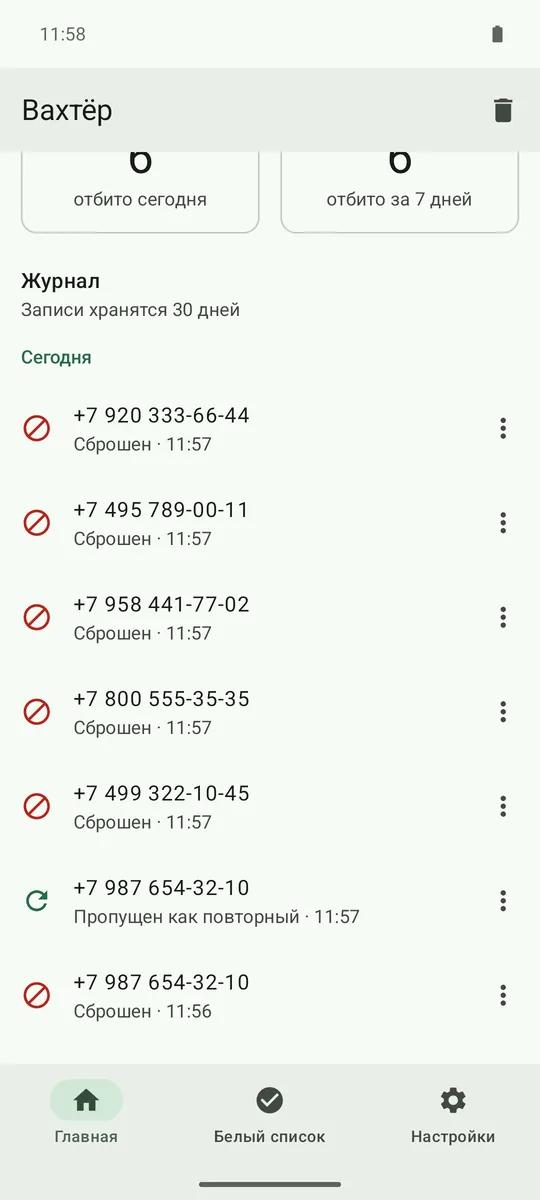 11:58
Вахтёр
6
6
отбито сегодня
отбито за 7 дней
Журнал
Записи хранятся 30 дней
Сегодня
+7 920 333-66-44
Сброшен · 11:57
+7 495 789-00-11
Сброшен · 11:57
+7 958 441-77-02
Сброшен · 11:57
+7 800 555-35-35
Сброшен · 11:57
+7 499 322-10-45
Сброшен · 11:57
+7 987 654-32-10
Пропущен как повторный · 11:57
+7 987 654-32-10
Сброшен · 11:56
Главная
Белый список
Настройки